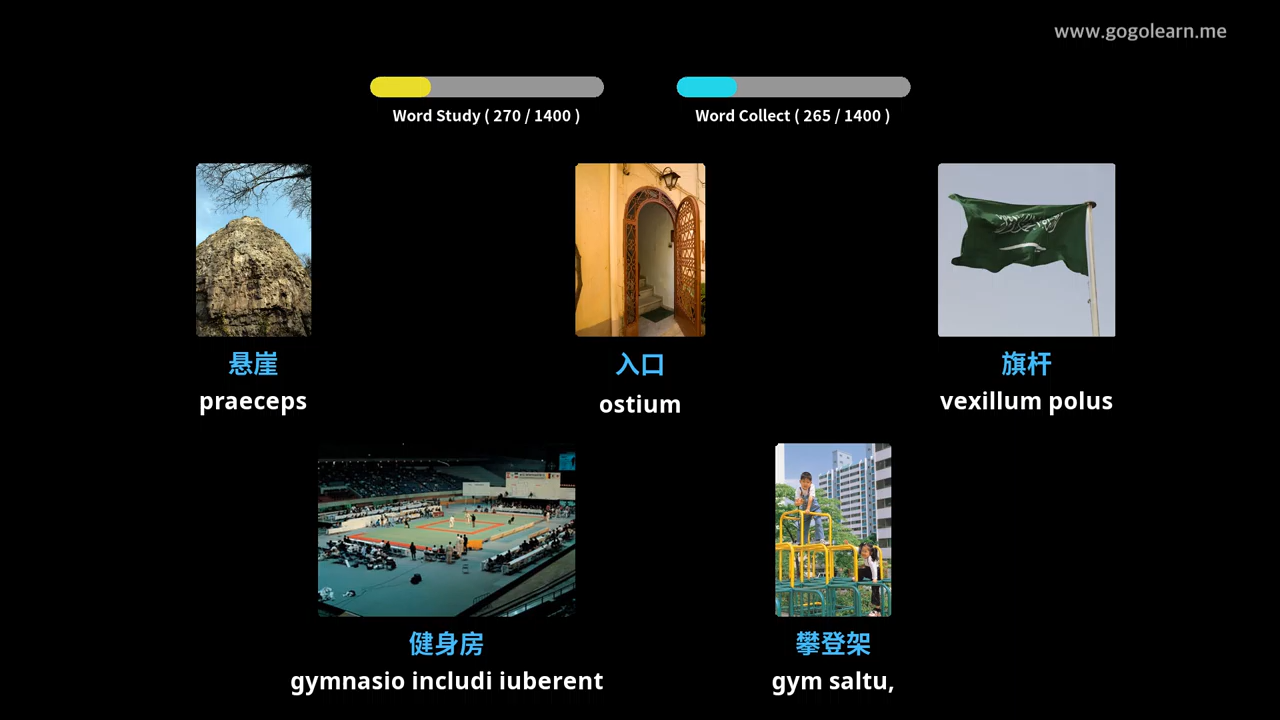 www.gogolearn.me
Word Study ( 270 / 1400 )
Word Collect ( 265 / 1400 )
悬崖
praeceps
入口
ostium
旗杆
vexillum polus
健身房
gymnasio includi iuberent
攀登架
gym saltu,